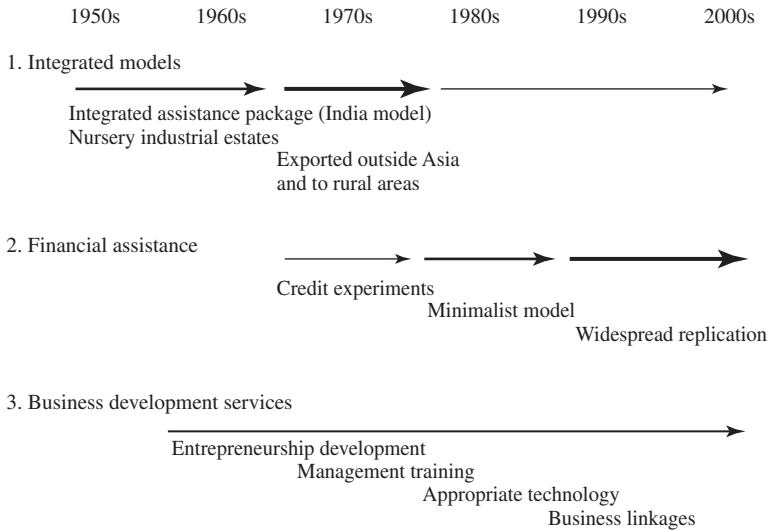 1950s 1960s 1970s 1980s 1990s 2000s
1. Integrated models
Integrated assistance package (India model)
Nursery industrial estates
Exported outside Asia
and to rural areas
2. Financial assistance
Credit experiments
Minimalist model
Widespread replication
3. Business development services
Entrepreneurship development
Management training
Appropriate technology
Business linkages